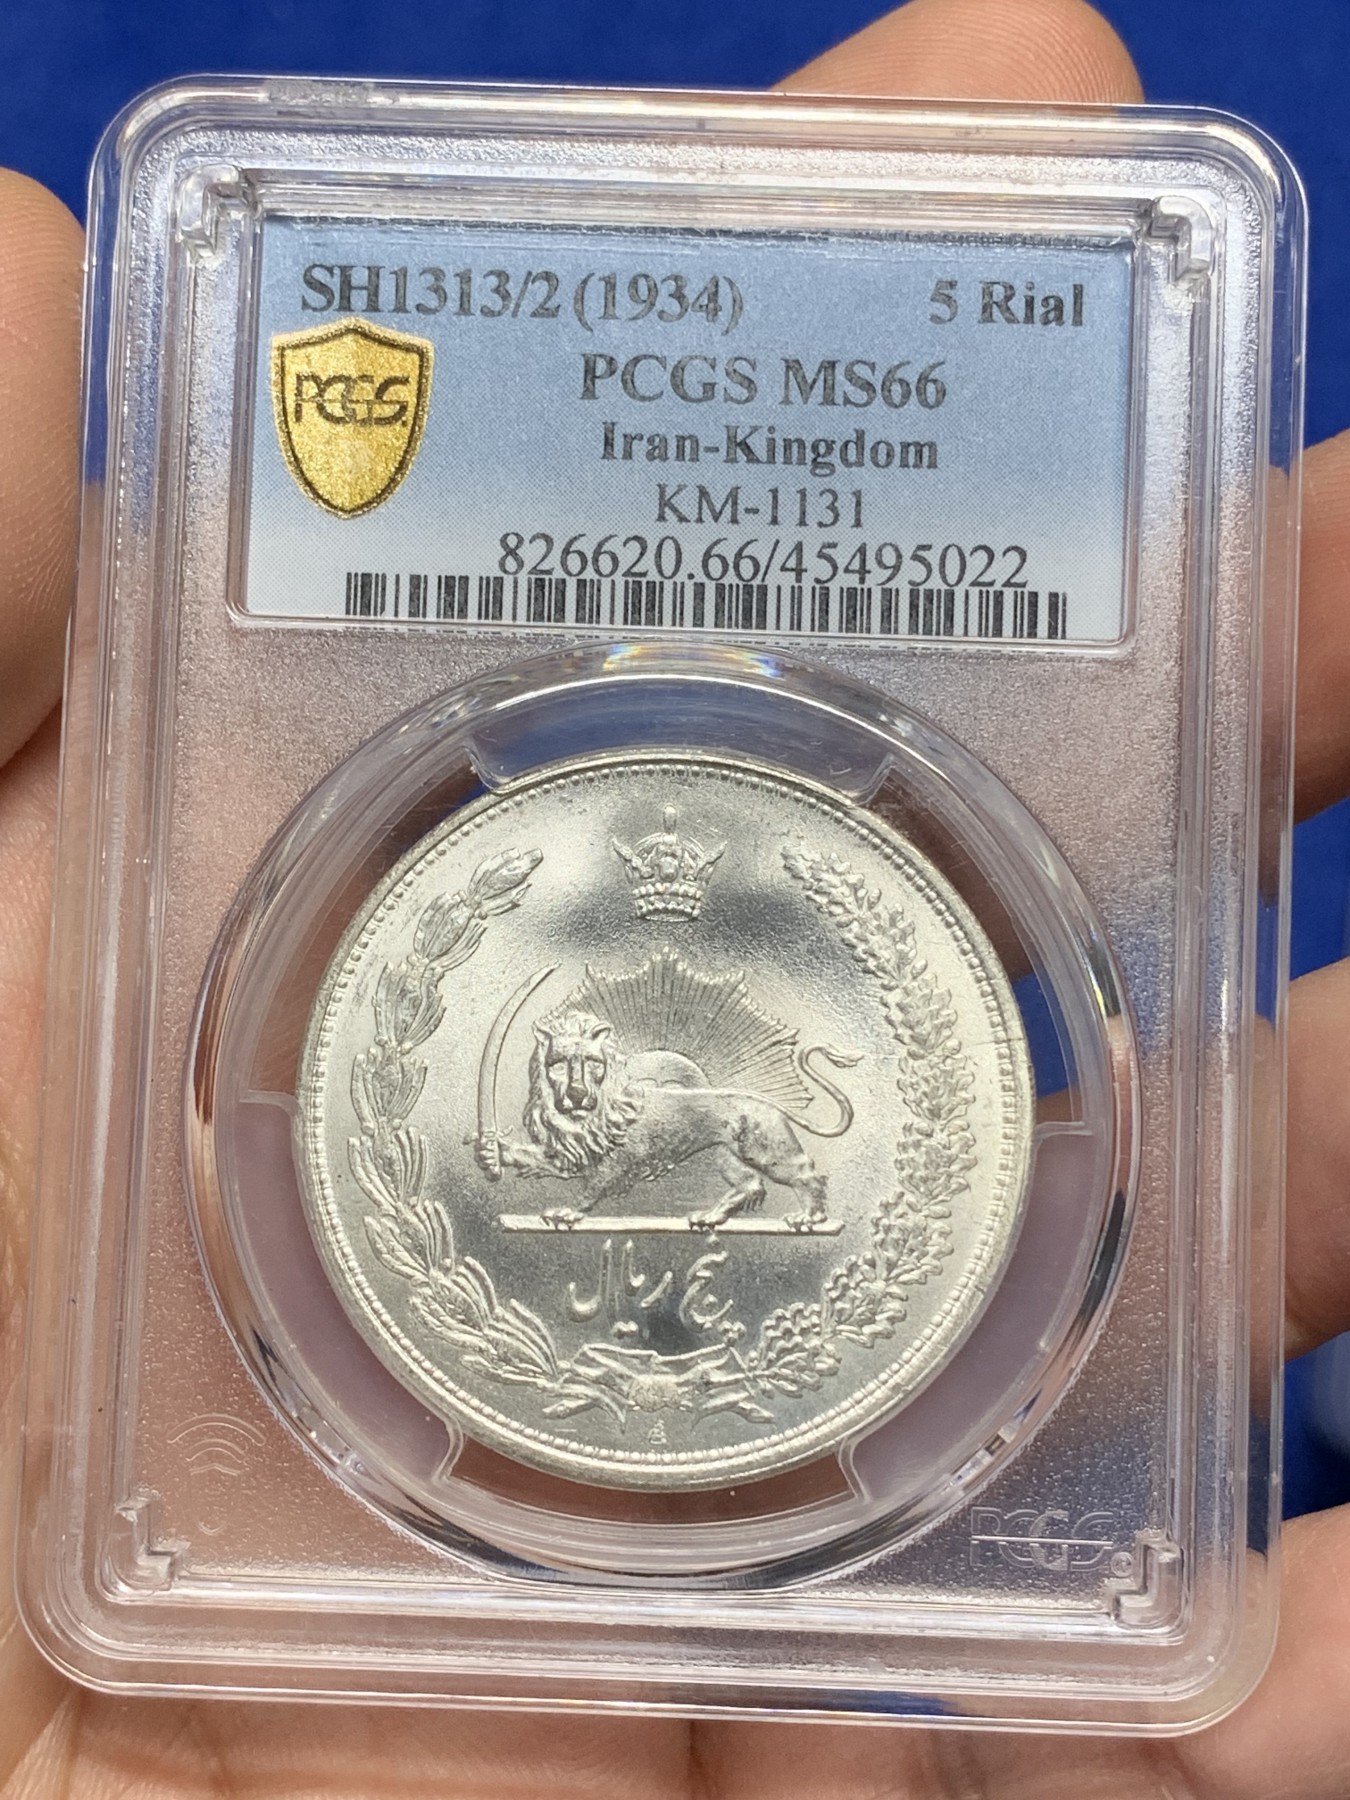 SH1313/2 (1934) 5 Rial
PCGS MS66
PCGS
Iran-Kingdom
KM-1131
826620.66/45495022
پنج ریال
PCGS